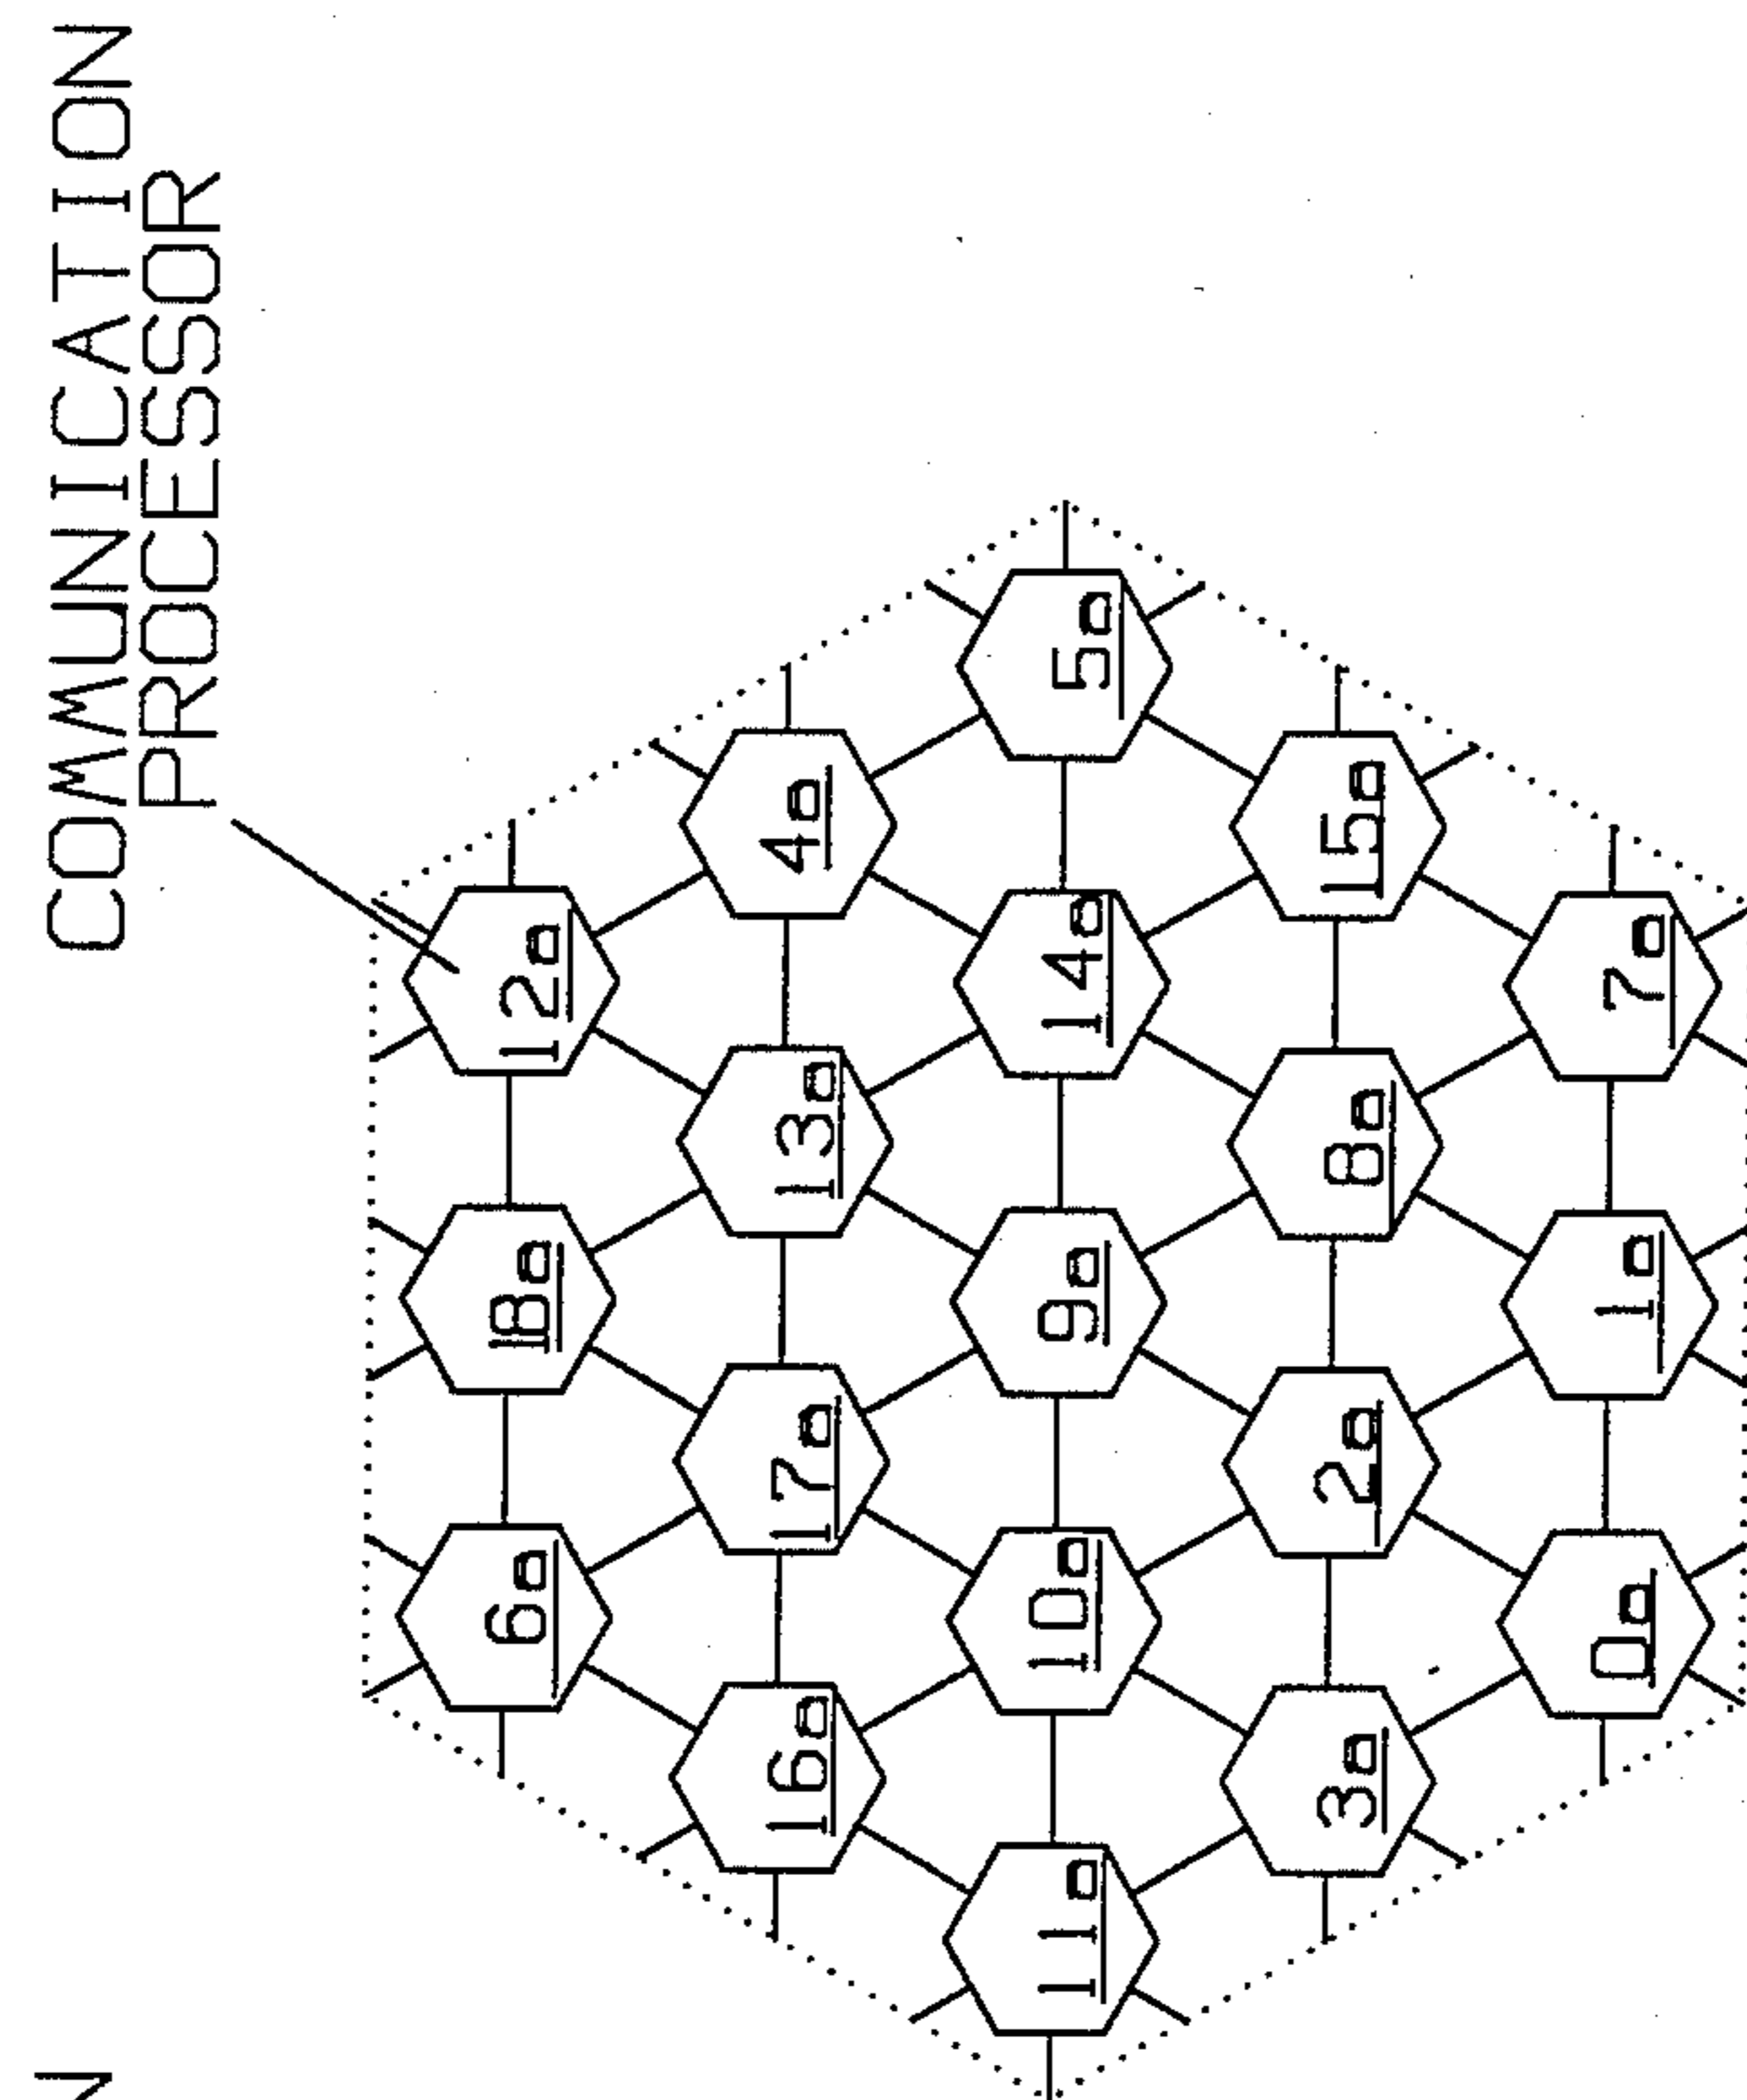 N
COMMUNICATION
PROCESSOR
6a 18a 12a
16a 17a 13a 4a
11a 10a 9a 14a 5a
3a 2a 8a 15a
0a 1a 7a